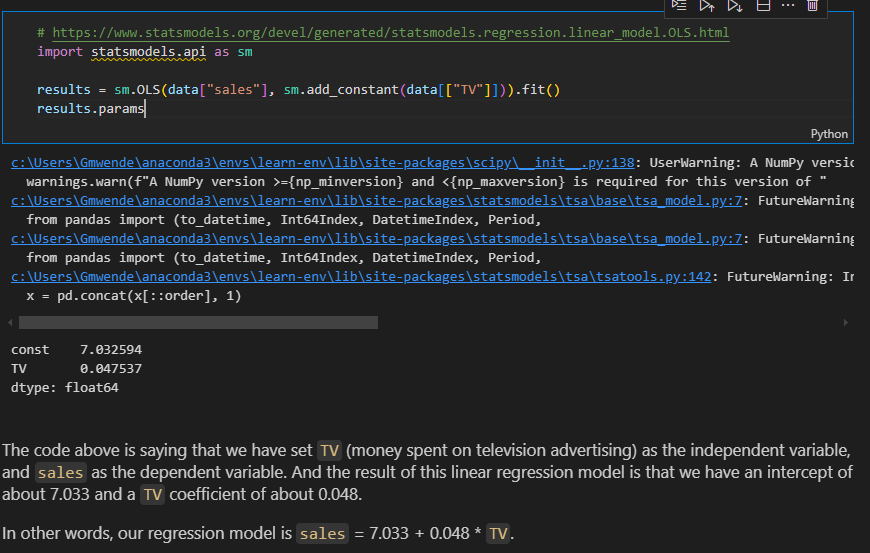 # https://www.statsmodels.org/devel/generated/statsmodels.regression.linear_model.OLS.html
import statsmodels.api as sm
results = sm.OLS(data["sales"], sm.add_constant(data[["TV"]])).fit()
results.params
Python
c:\Users\Gmwende\anaconda3\envs\learn-env\lib\site-packages\scipy\__init__.py:138: UserWarning: A NumPy versio
warnings.warn(f"A NumPy version >={np_minversion} and <{np_maxversion} is required for this version of "
c:\Users\Gmwende\anaconda3\envs\learn-env\lib\site-packages\statsmodels\tsa\base\tsa_model.py:7: FutureWarning
from pandas import (to_datetime, Int64Index, DatetimeIndex, Period,
c:\Users\Gmwende\anaconda3\envs\learn-env\lib\site-packages\statsmodels\tsa\base\tsa_model.py:7: FutureWarning
from pandas import (to_datetime, Int64Index, DatetimeIndex, Period,
c:\Users\Gmwende\anaconda3\envs\learn-env\lib\site-packages\statsmodels\tsa\tsatools.py:142: FutureWarning: In
x = pd.concat(x[::order], 1)
const    7.032594
TV       0.047537
dtype: float64
The code above is saying that we have set TV (money spent on television advertising) as the independent variable,
and sales as the dependent variable. And the result of this linear regression model is that we have an intercept of
about 7.033 and a TV coefficient of about 0.048.
In other words, our regression model is sales = 7.033 + 0.048 * TV.